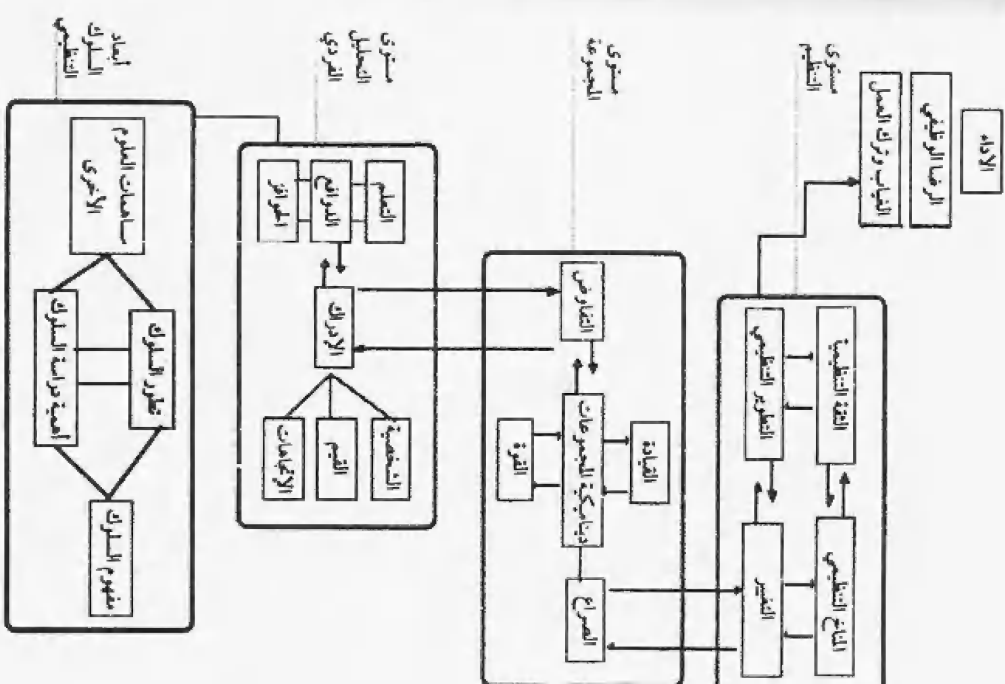 الاداء
الرضا الوظيفي
الغياب وترك العمل
مستوى
التنظيم
المناخ التنظيمي
الثقة التنظيمية
التغيير
التطوير التنظيمي
مستوى
المجموعة
القيادة
الصراع
ديناميكية المجموعات
التفاوض
القوة
مستوى
التحليل
الفردي
الشخصية
القيم
الاتجاهات
الإدراك
التعلم
الدوافع
الحوافز
أبعاد
السلوك
التنظيمي
مفهوم السلوك
تطور السلوك
أهمية دراسة السلوك
مساهمات العلوم
الأخرى